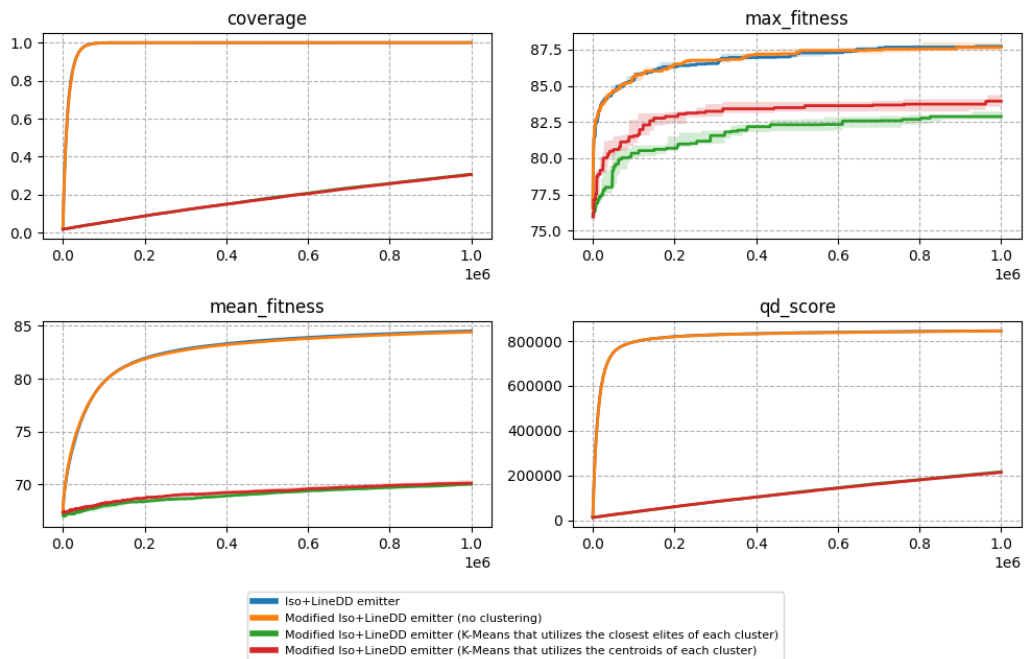 coverage
1.0
0.8
0.6
0.4
0.2
0.0
0.0 0.2 0.4 0.6 0.8 1.0
1e6
max_fitness
87.5
85.0
82.5
80.0
77.5
75.0
0.0 0.2 0.4 0.6 0.8 1.0
1e6
mean_fitness
85
80
75
70
0.0 0.2 0.4 0.6 0.8 1.0
1e6
qd_score
800000
600000
400000
200000
0
0.0 0.2 0.4 0.6 0.8 1.0
1e6
Iso+LineDD emitter
Modified Iso+LineDD emitter (no clustering)
Modified Iso+LineDD emitter (K-Means that utilizes the closest elites of each cluster)
Modified Iso+LineDD emitter (K-Means that utilizes the centroids of each cluster)